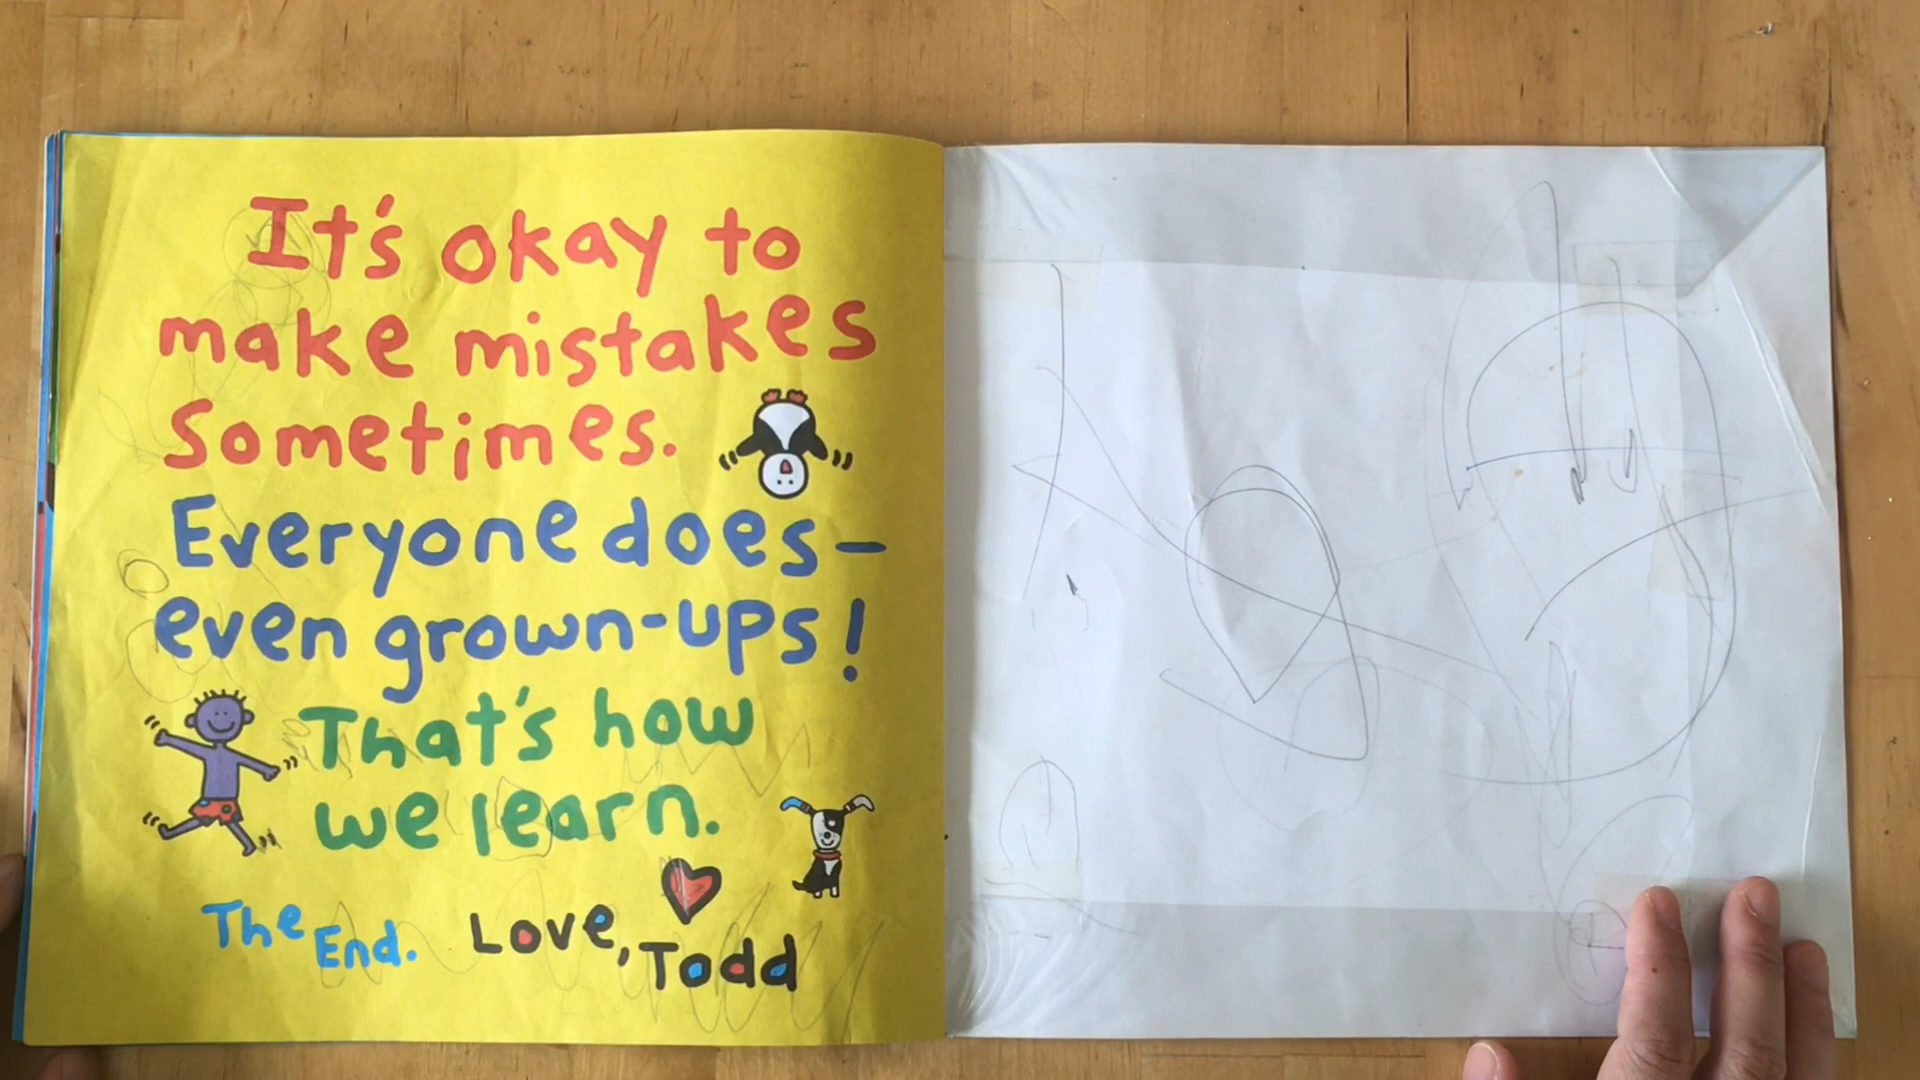 It's okay to
make mistakes
sometimes.
Everyone does—
even grown-ups!
That's how
we learn.
The End. Love, Todd